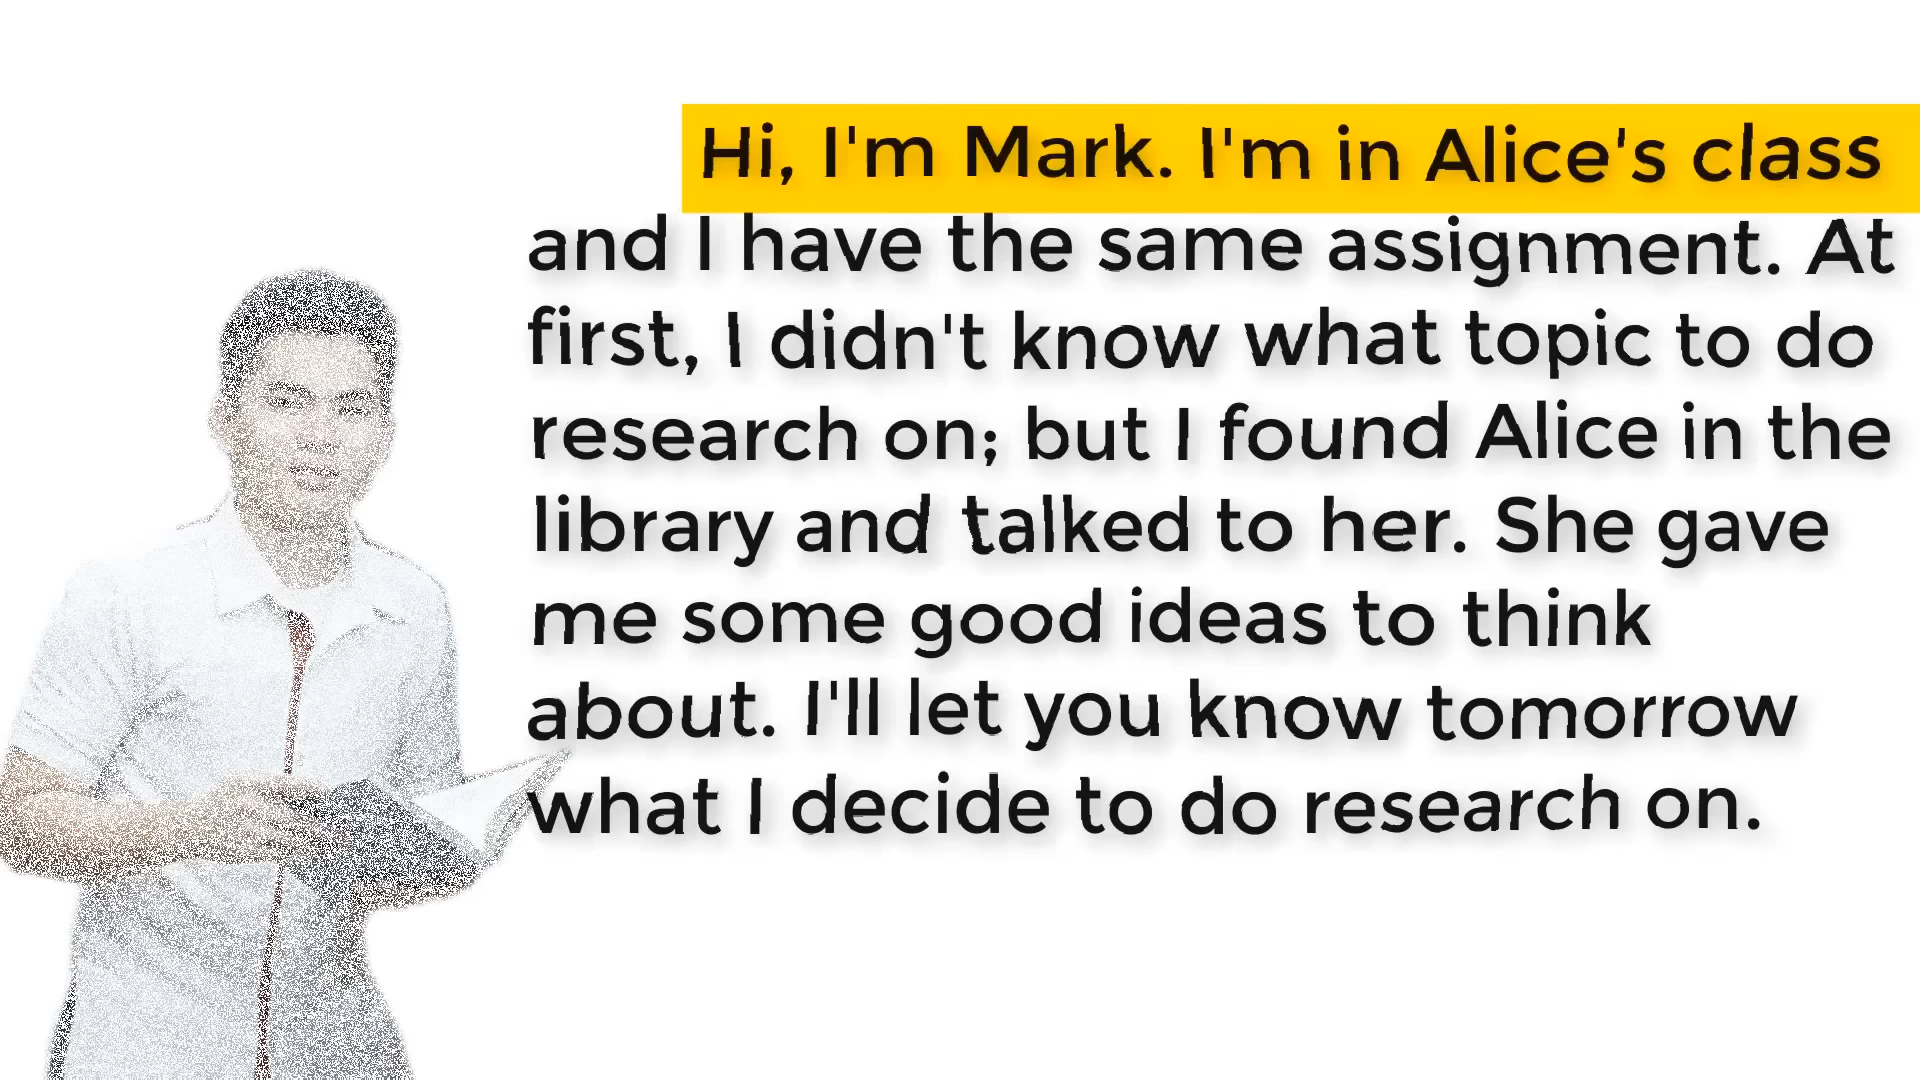 Hi, I'm Mark. I'm in Alice's class
and I have the same assignment. At
first, I didn't know what topic to do
research on; but I found Alice in the
library and talked to her. She gave
me some good ideas to think
about. I'll let you know tomorrow
what I decide to do research on.